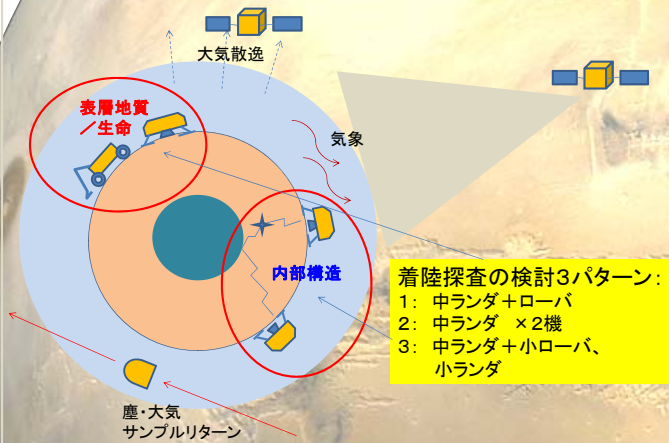 大気散逸
表層地質
／生命
気象
内部構造
着陸探査の検討３パターン：
１： 中ランダ＋ローバ
２： 中ランダ ×２機
３： 中ランダ＋小ローバ、
小ランダ
塵・大気
サンプルリターン